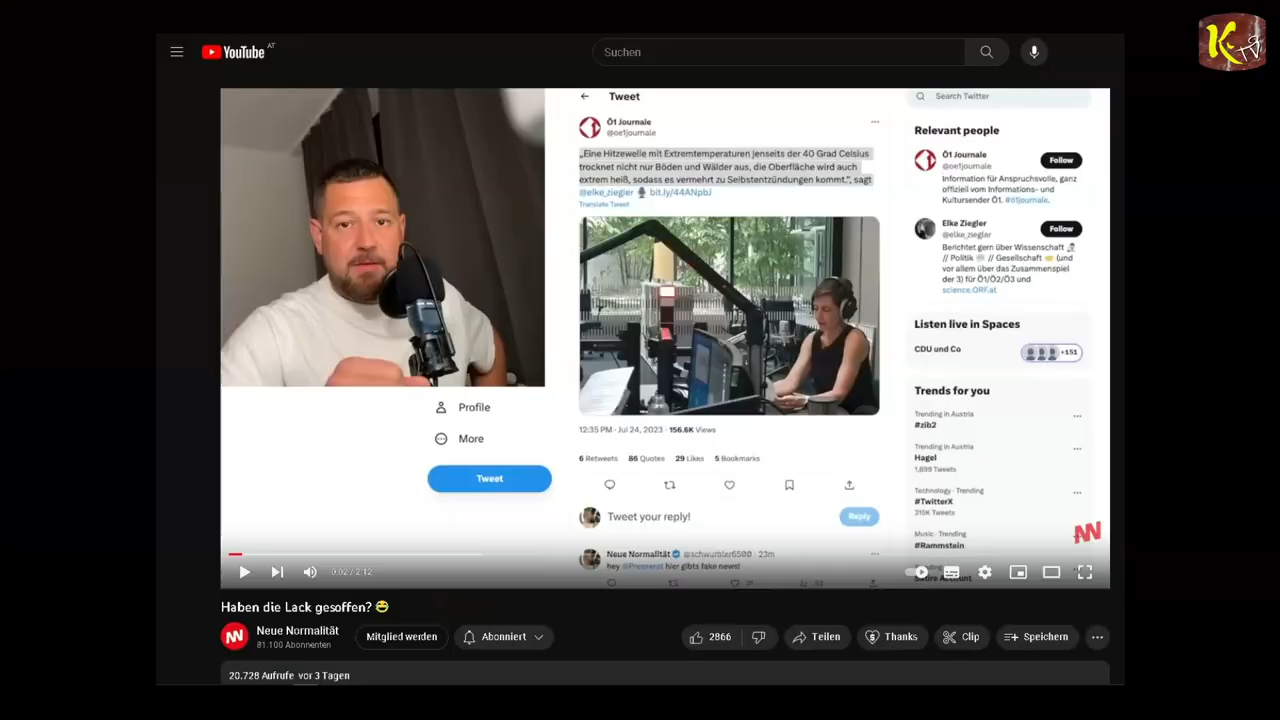 K TV
YouTube AT
Suchen
Tweet
Search Twitter
Ö1 Journale
@oe1journale
„Eine Hitzewelle mit Extremtemperaturen jenseits der 40 Grad Celsius
trocknet nicht nur Böden und Wälder aus, die Oberfläche wird auch
extrem heiß, sodass es vermehrt zu Selbstentzündungen kommt.“, sagt
@elke_ziegler 🎙 bit.ly/44ANpbJ
Translate Tweet
Relevant people
Ö1 Journale
@oe1journale
Follow
Information für Anspruchsvolle, ganz
offiziell vom Informations- und
Kultursender Ö1. #ö1journale.
Elke Ziegler
@elke_ziegler
Follow
Berichtet gern über Wissenschaft
// Politik // Gesellschaft (und
vor allem über das Zusammenspiel
der 3) für Ö1/Ö2/Ö3 und
science.ORF.at
Listen live in Spaces
CDU und Co
+151
Trends for you
Trending in Austria
#zib2
Trending in Austria
Hagel
1,699 Tweets
Technology · Trending
#TwitterX
315K Tweets
Music · Trending
#Rammstein
Profile
More
Tweet
12:35 PM · Jul 24, 2023 · 156.6K Views
6 Retweets 86 Quotes 29 Likes 5 Bookmarks
Tweet your reply!
Reply
Neue Normalität @schwurbler6500 · 23m
hey @Presserat hier gibts fake news!
0:02 / 2:12
Haben die Lack gesoffen? 😂
Neue Normalität
81.100 Abonnenten
Mitglied werden
Abonniert
2866
Teilen
Thanks
Clip
Speichern
20.728 Aufrufe vor 3 Tagen